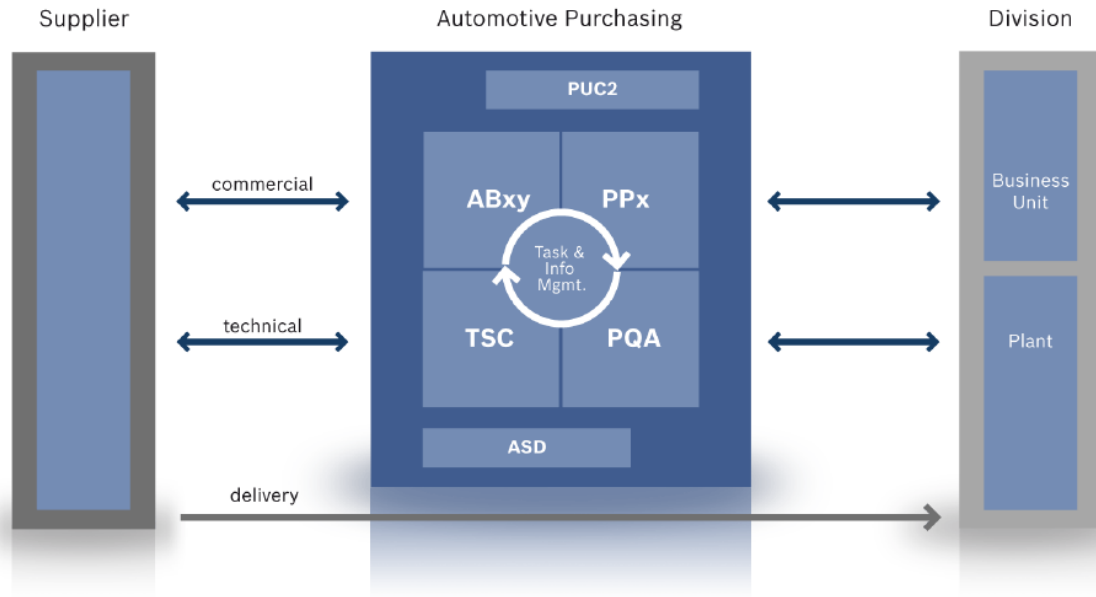 Supplier
Automotive Purchasing
Division
PUC2
commercial
ABxy
PPx
Business
Unit
Task &
Info
Mgmt.
technical
TSC
PQA
Plant
ASD
delivery